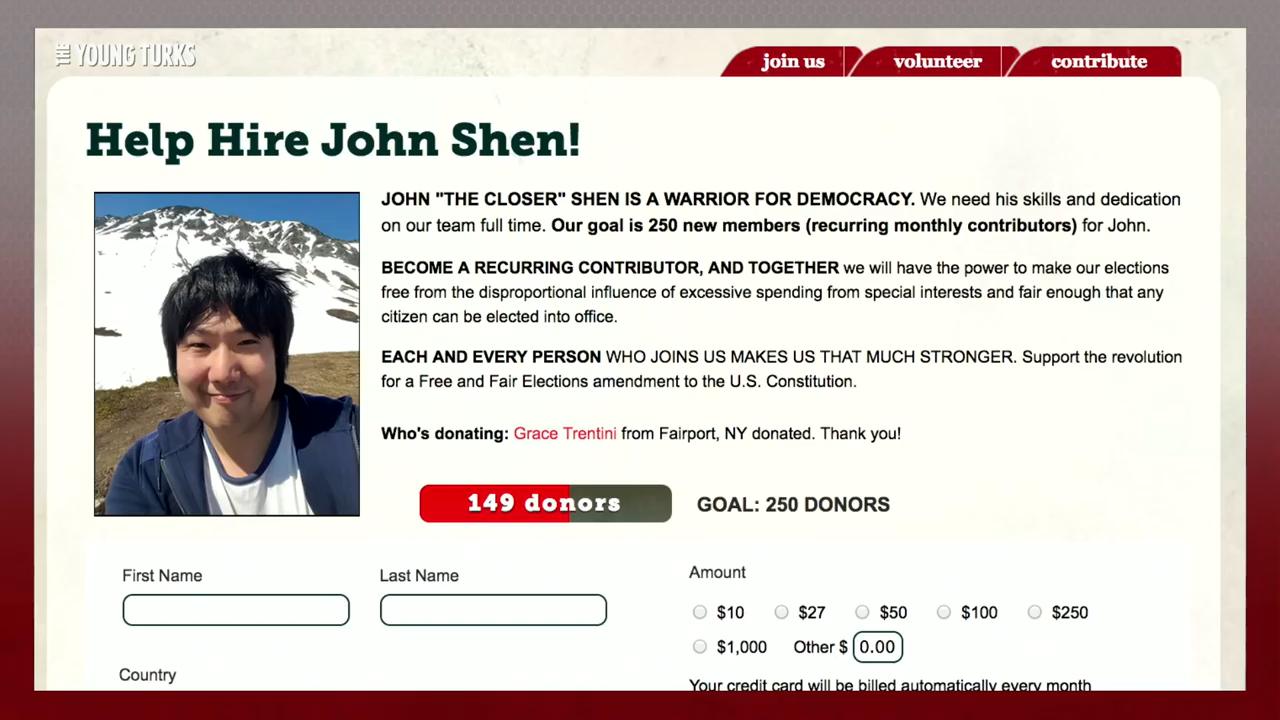 THE YOUNG TURKS
join us
volunteer
contribute
Help Hire John Shen!
JOHN "THE CLOSER" SHEN IS A WARRIOR FOR DEMOCRACY. We need his skills and dedication
on our team full time. Our goal is 250 new members (recurring monthly contributors) for John.
BECOME A RECURRING CONTRIBUTOR, AND TOGETHER we will have the power to make our elections
free from the disproportional influence of excessive spending from special interests and fair enough that any
citizen can be elected into office.
EACH AND EVERY PERSON WHO JOINS US MAKES US THAT MUCH STRONGER. Support the revolution
for a Free and Fair Elections amendment to the U.S. Constitution.
Who's donating: Grace Trentini from Fairport, NY donated. Thank you!
149 donors
GOAL: 250 DONORS
First Name
Last Name
Amount
$10
$27
$50
$100
$250
$1,000
Other $ 0.00
Country
Your credit card will be billed automatically every month